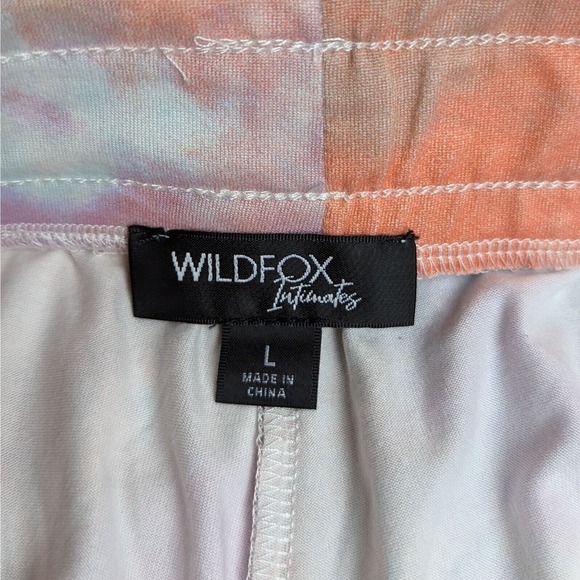 WILDFOX
Intimates
L
MADE IN
CHINA